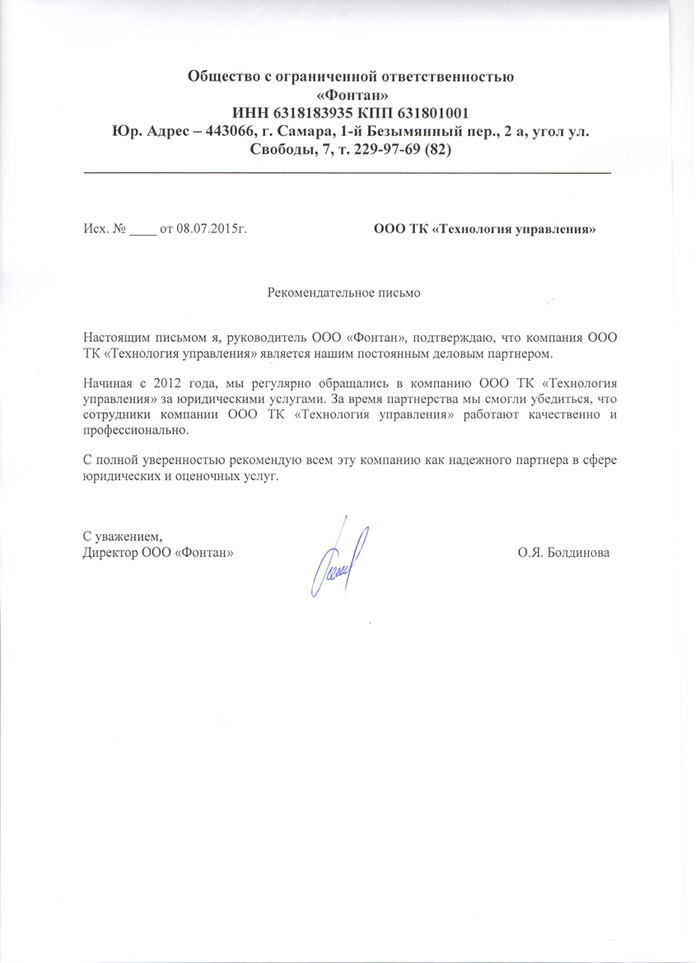 Общество с ограниченной ответственностью
«Фонтан»
ИНН 6318183935 КПП 631801001
Юр. Адрес – 443066, г. Самара, 1-й Безымянный пер., 2 а, угол ул.
Свободы, 7, т. 229-97-69 (82)
Исх. № ____ от 08.07.2015г. ООО ТК «Технология управления»
Рекомендательное письмо
Настоящим письмом я, руководитель ООО «Фонтан», подтверждаю, что компания ООО
ТК «Технология управления» является нашим постоянным деловым партнером.
Начиная с 2012 года, мы регулярно обращались в компанию ООО ТК «Технология
управления» за юридическими услугами. За время партнерства мы смогли убедиться, что
сотрудники компании ООО ТК «Технология управления» работают качественно и
профессионально.
С полной уверенностью рекомендую всем эту компанию как надежного партнера в сфере
юридических и оценочных услуг.
С уважением,
Директор ООО «Фонтан» О.Я. Болдинова